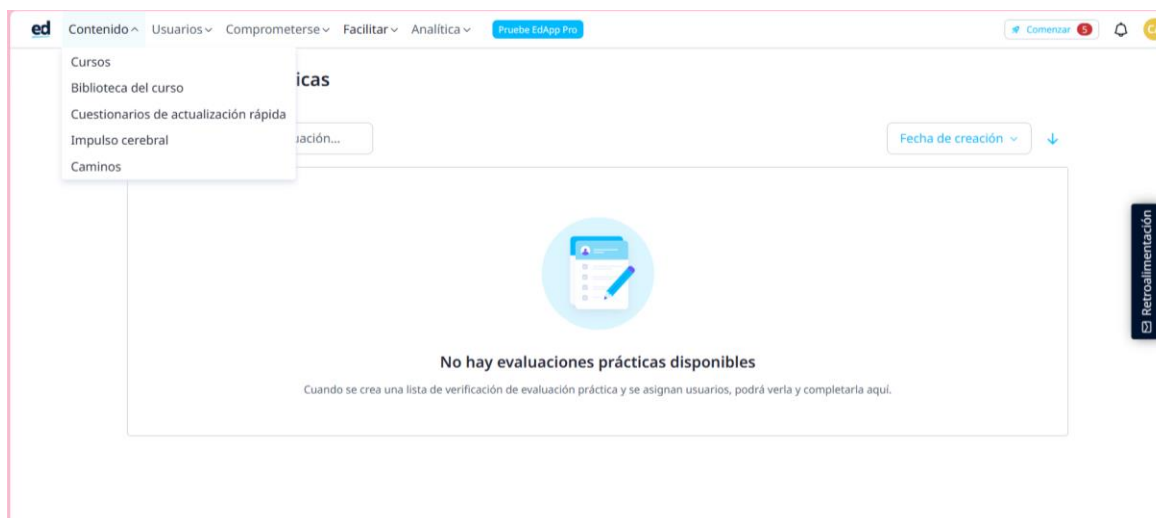 ed Contenido Usuarios Comprometerse Facilitar Analítica Pruebe EdApp Pro Comenzar 5
Cursos
Biblioteca del curso
Cuestionarios de actualización rápida
Impulso cerebral
Caminos
icas
uación...
Fecha de creación
Retroalimentación
No hay evaluaciones prácticas disponibles
Cuando se crea una lista de verificación de evaluación práctica y se asignan usuarios, podrá verla y completarla aquí.